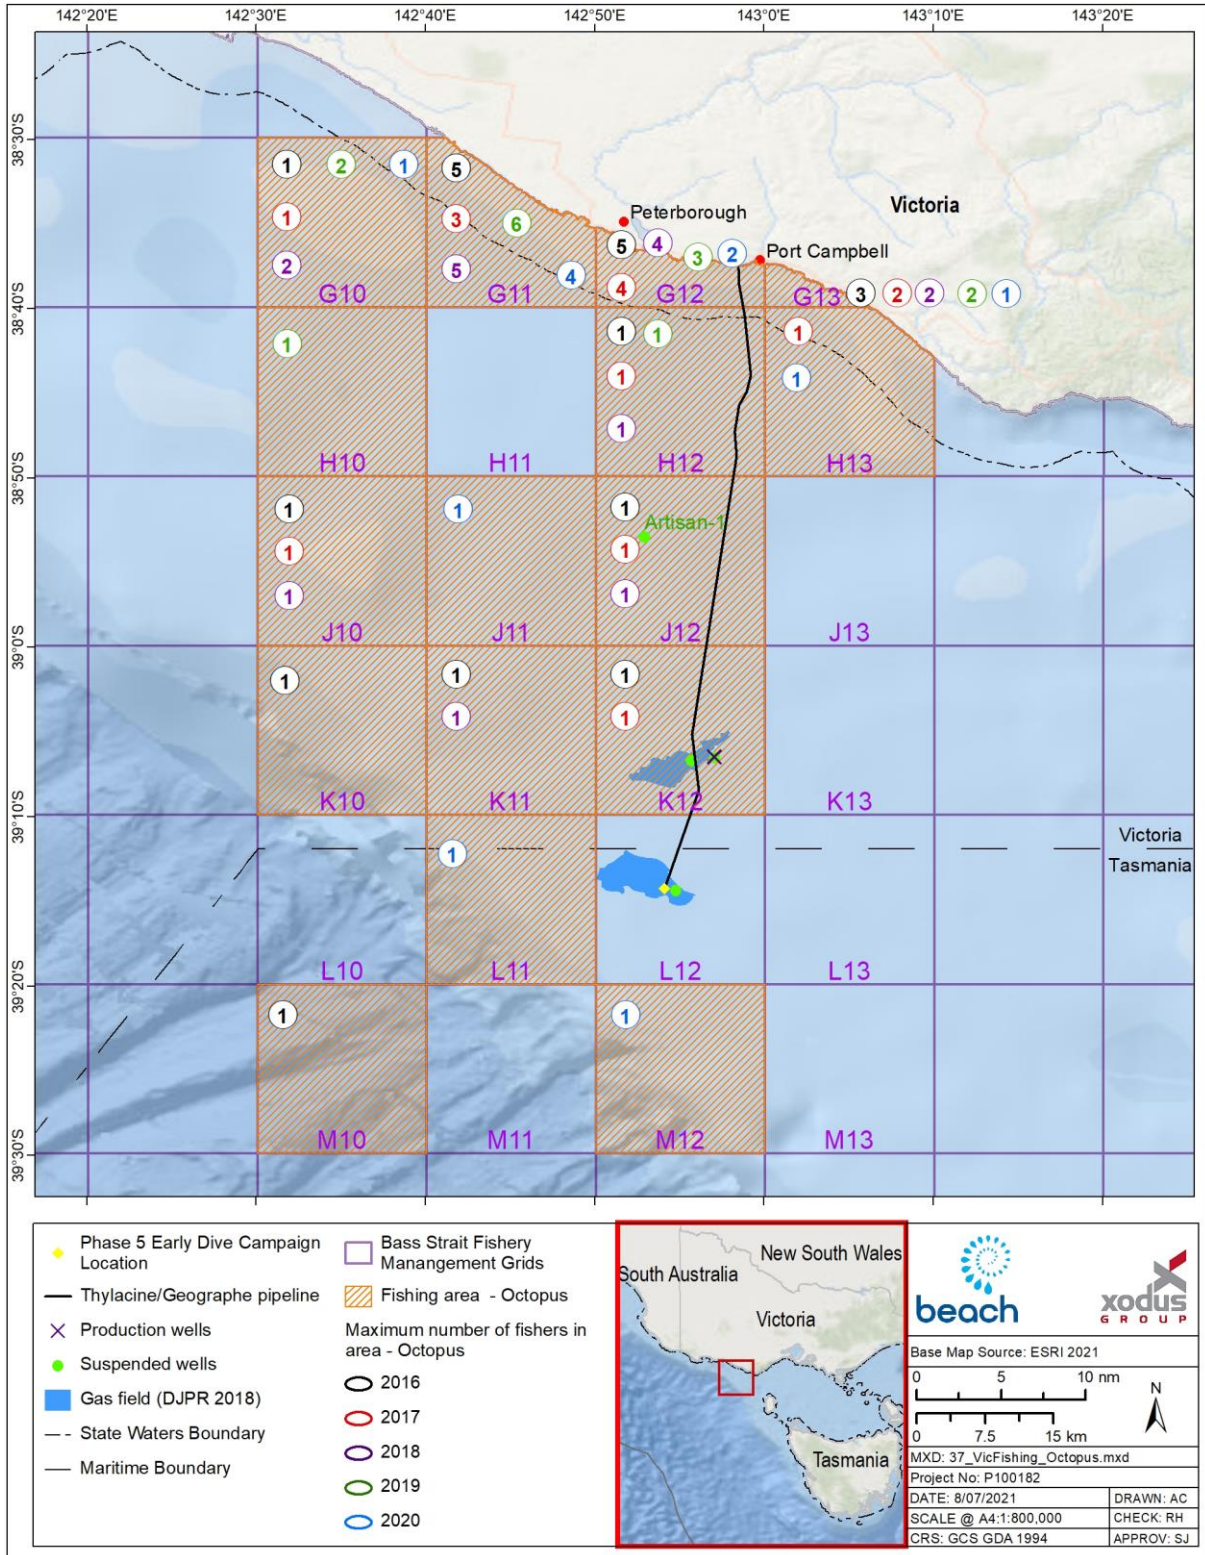 142°20'E 142°30'E 142°40'E 142°50'E 143°0'E 143°10'E 143°20'E
38°30'S
38°40'S
38°50'S
39°0'S
39°10'S
39°20'S
39°30'S
1 2 1 5
Peterborough
Victoria
1 3 6
5 4 3 2 Port Campbell
2 5 4 4
G10 G11 G12 G13 3 2 2 2 1
1 1 1 1
1 1
1
H10 H11 H12 H13
1 1 1
Artisan-1
1 1
1 1
J10 J11 J12 J13
1 1 1
1 1
K10 K11 K12 K13
Victoria
1
Tasmania
L10 L11 L12 L13
1 1
M10 M11 M12 M13
Phase 5 Early Dive Campaign
Location
Thylacine/Geographe pipeline
Production wells
Suspended wells
Gas field (DJPR 2018)
State Waters Boundary
Maritime Boundary
Bass Strait Fishery
Manangement Grids
Fishing area - Octopus
Maximum number of fishers in
area - Octopus
2016
2017
2018
2019
2020
New South Wales
South Australia
Victoria
Tasmania
beach
xodus
GROUP
Base Map Source: ESRI 2021
0 5 10 nm
N
0 7.5 15 km
MXD: 37_VicFishing_Octopus.mxd
Project No: P100182
DATE: 8/07/2021 DRAWN: AC
SCALE @ A4:1:800,000 CHECK: RH
CRS: GCS GDA 1994 APPROV: SJ